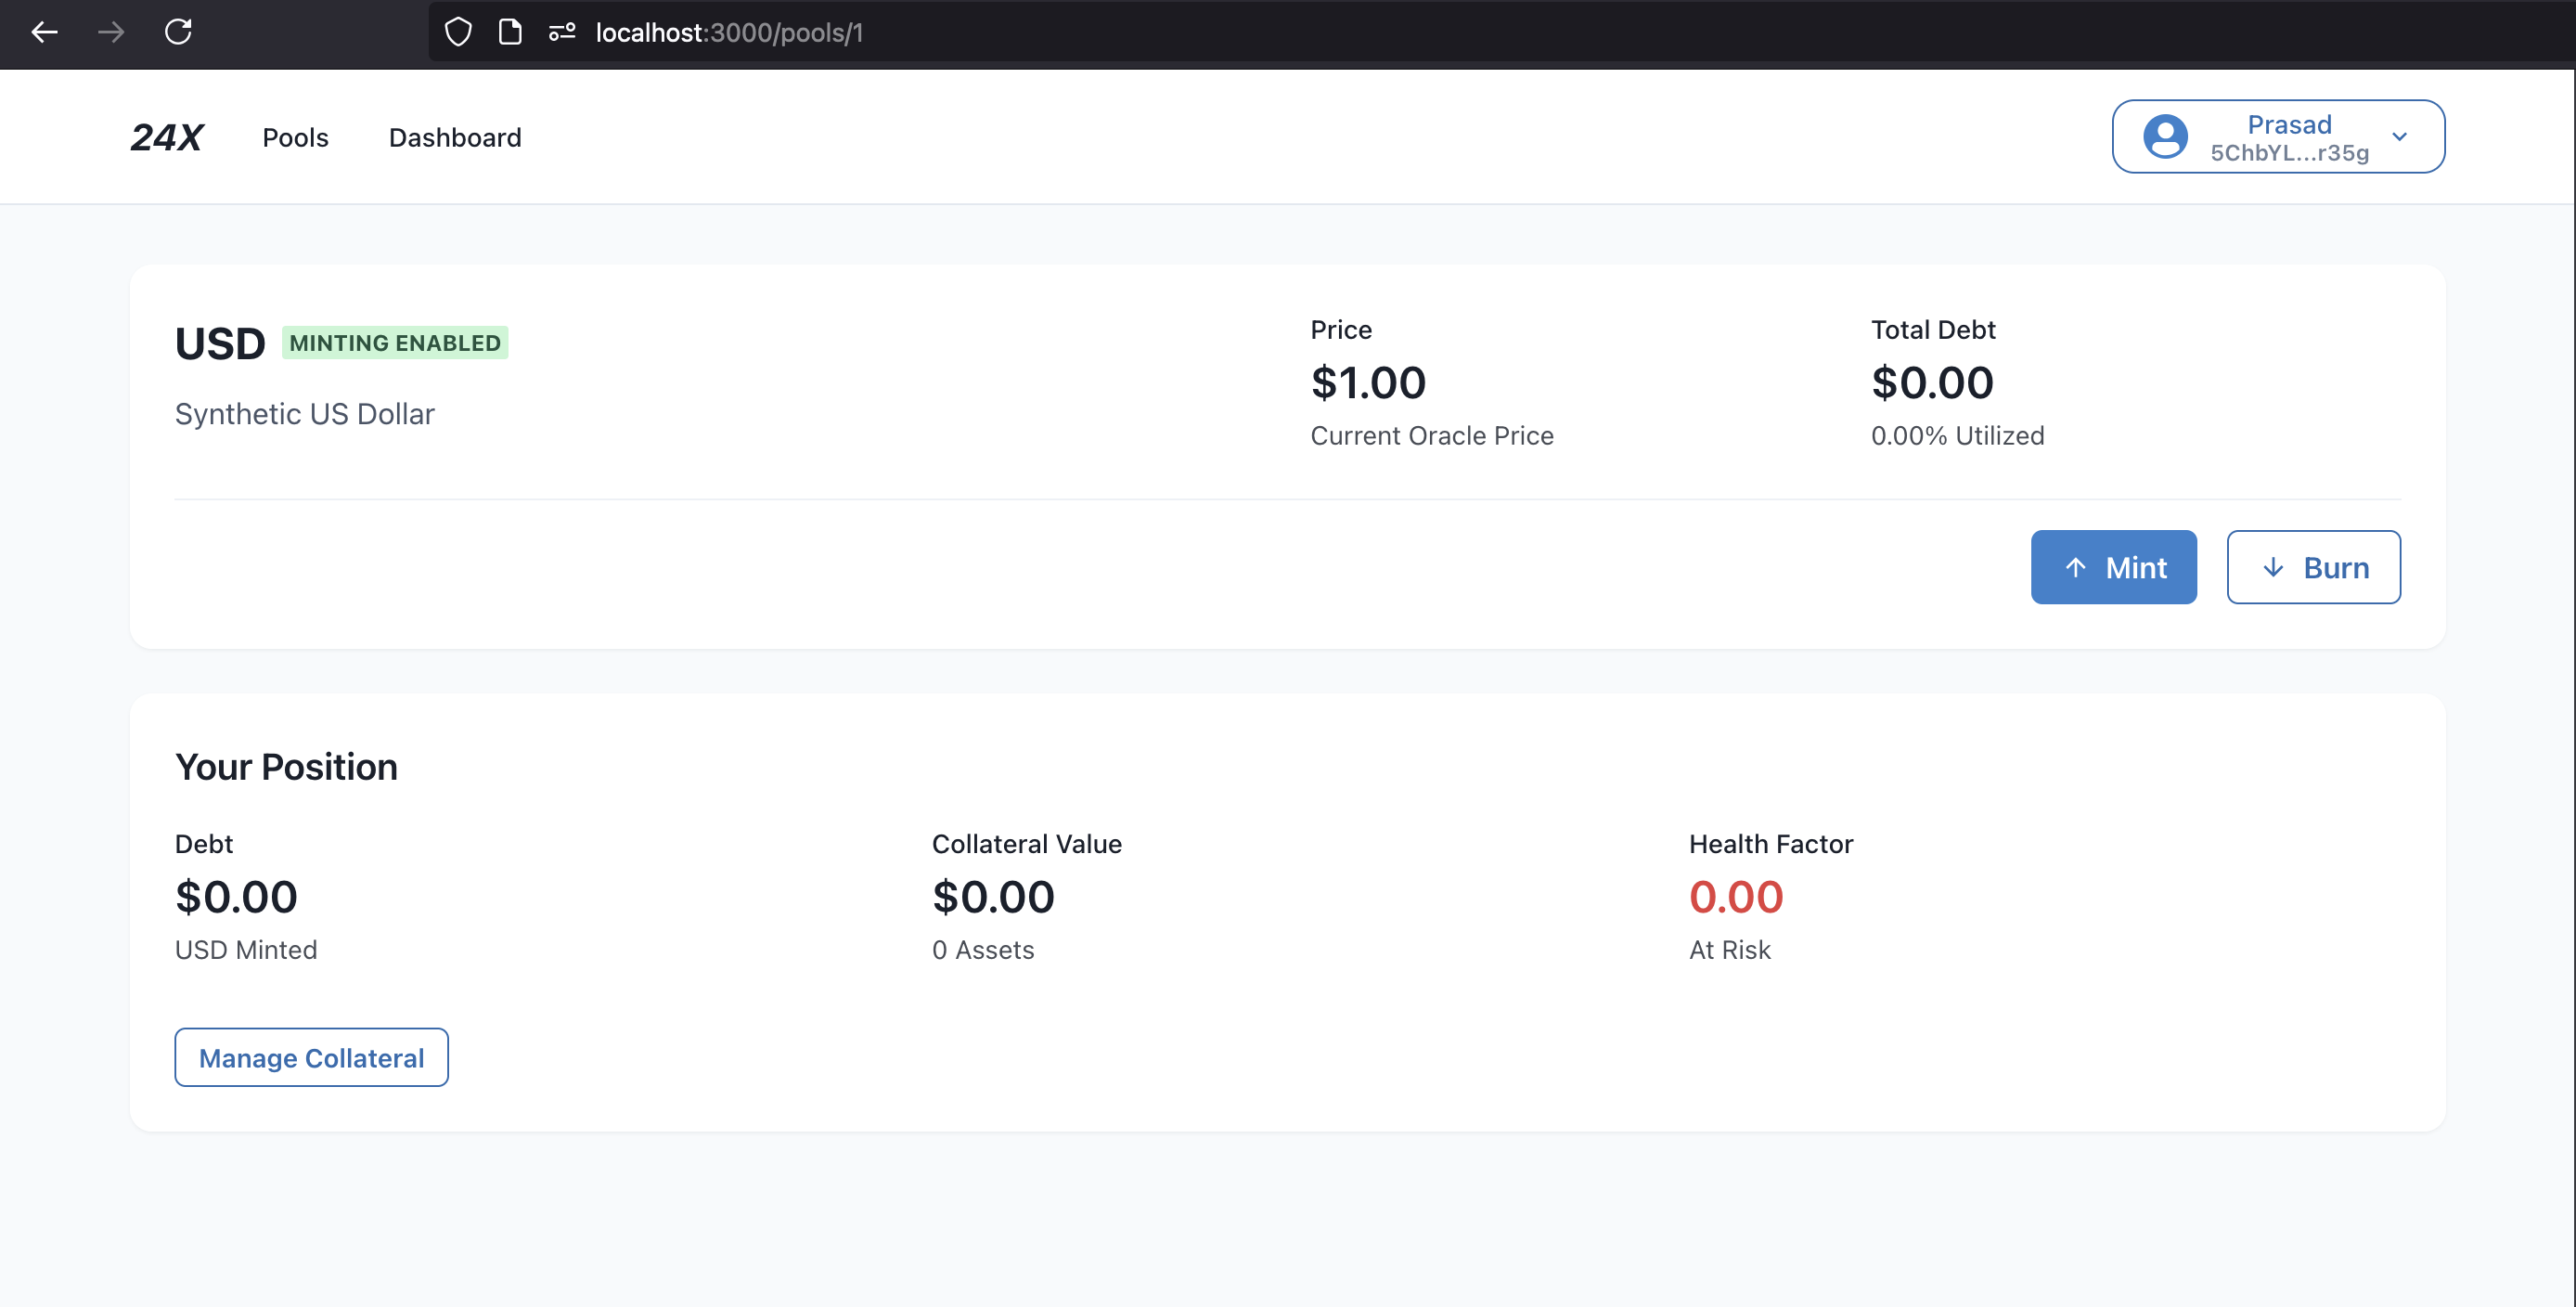 localhost:3000/pools/1
24X
Pools
Dashboard
Prasad
5ChbYL...r35g
USD
MINTING ENABLED
Synthetic US Dollar
Price
$1.00
Current Oracle Price
Total Debt
$0.00
0.00% Utilized
Mint
Burn
Your Position
Debt
$0.00
USD Minted
Collateral Value
$0.00
0 Assets
Health Factor
0.00
At Risk
Manage Collateral